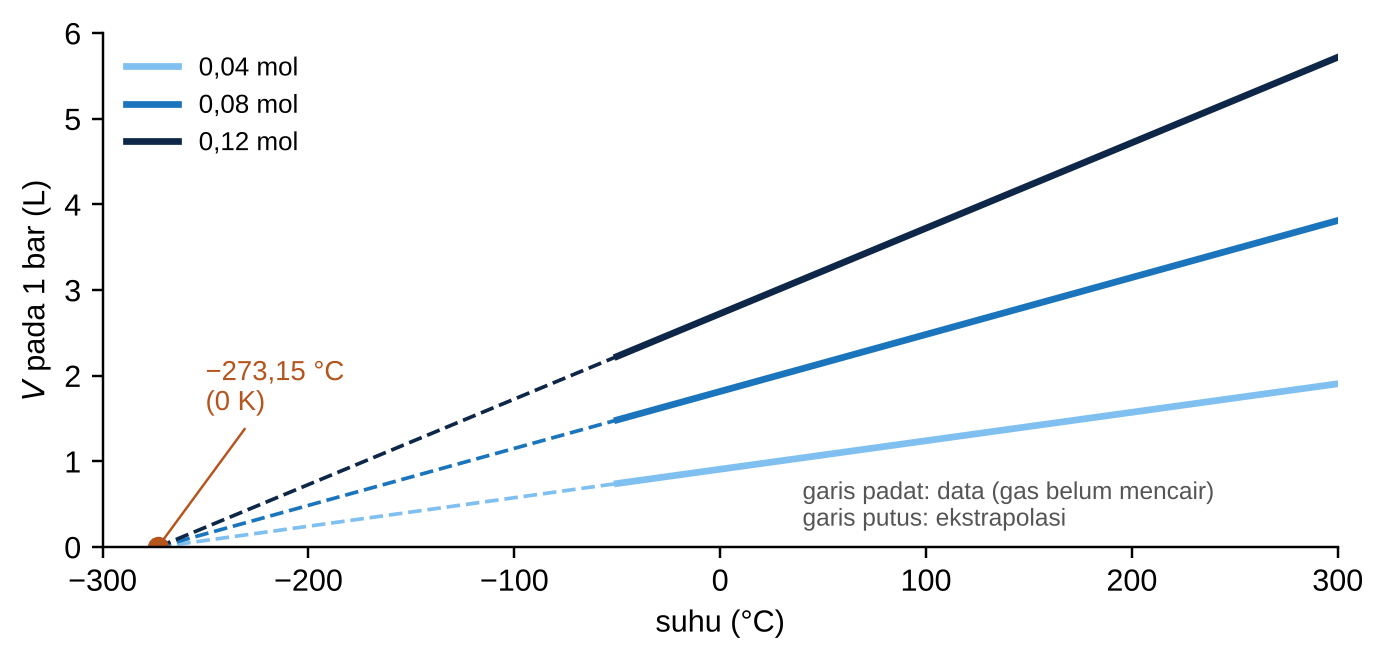 6
5
4
3
2
1
0
V pada 1 bar (L)
0,04 mol
0,08 mol
0,12 mol
−273,15 °C
(0 K)
garis padat: data (gas belum mencair)
garis putus: ekstrapolasi
−300
−200
−100
0
100
200
300
suhu (°C)